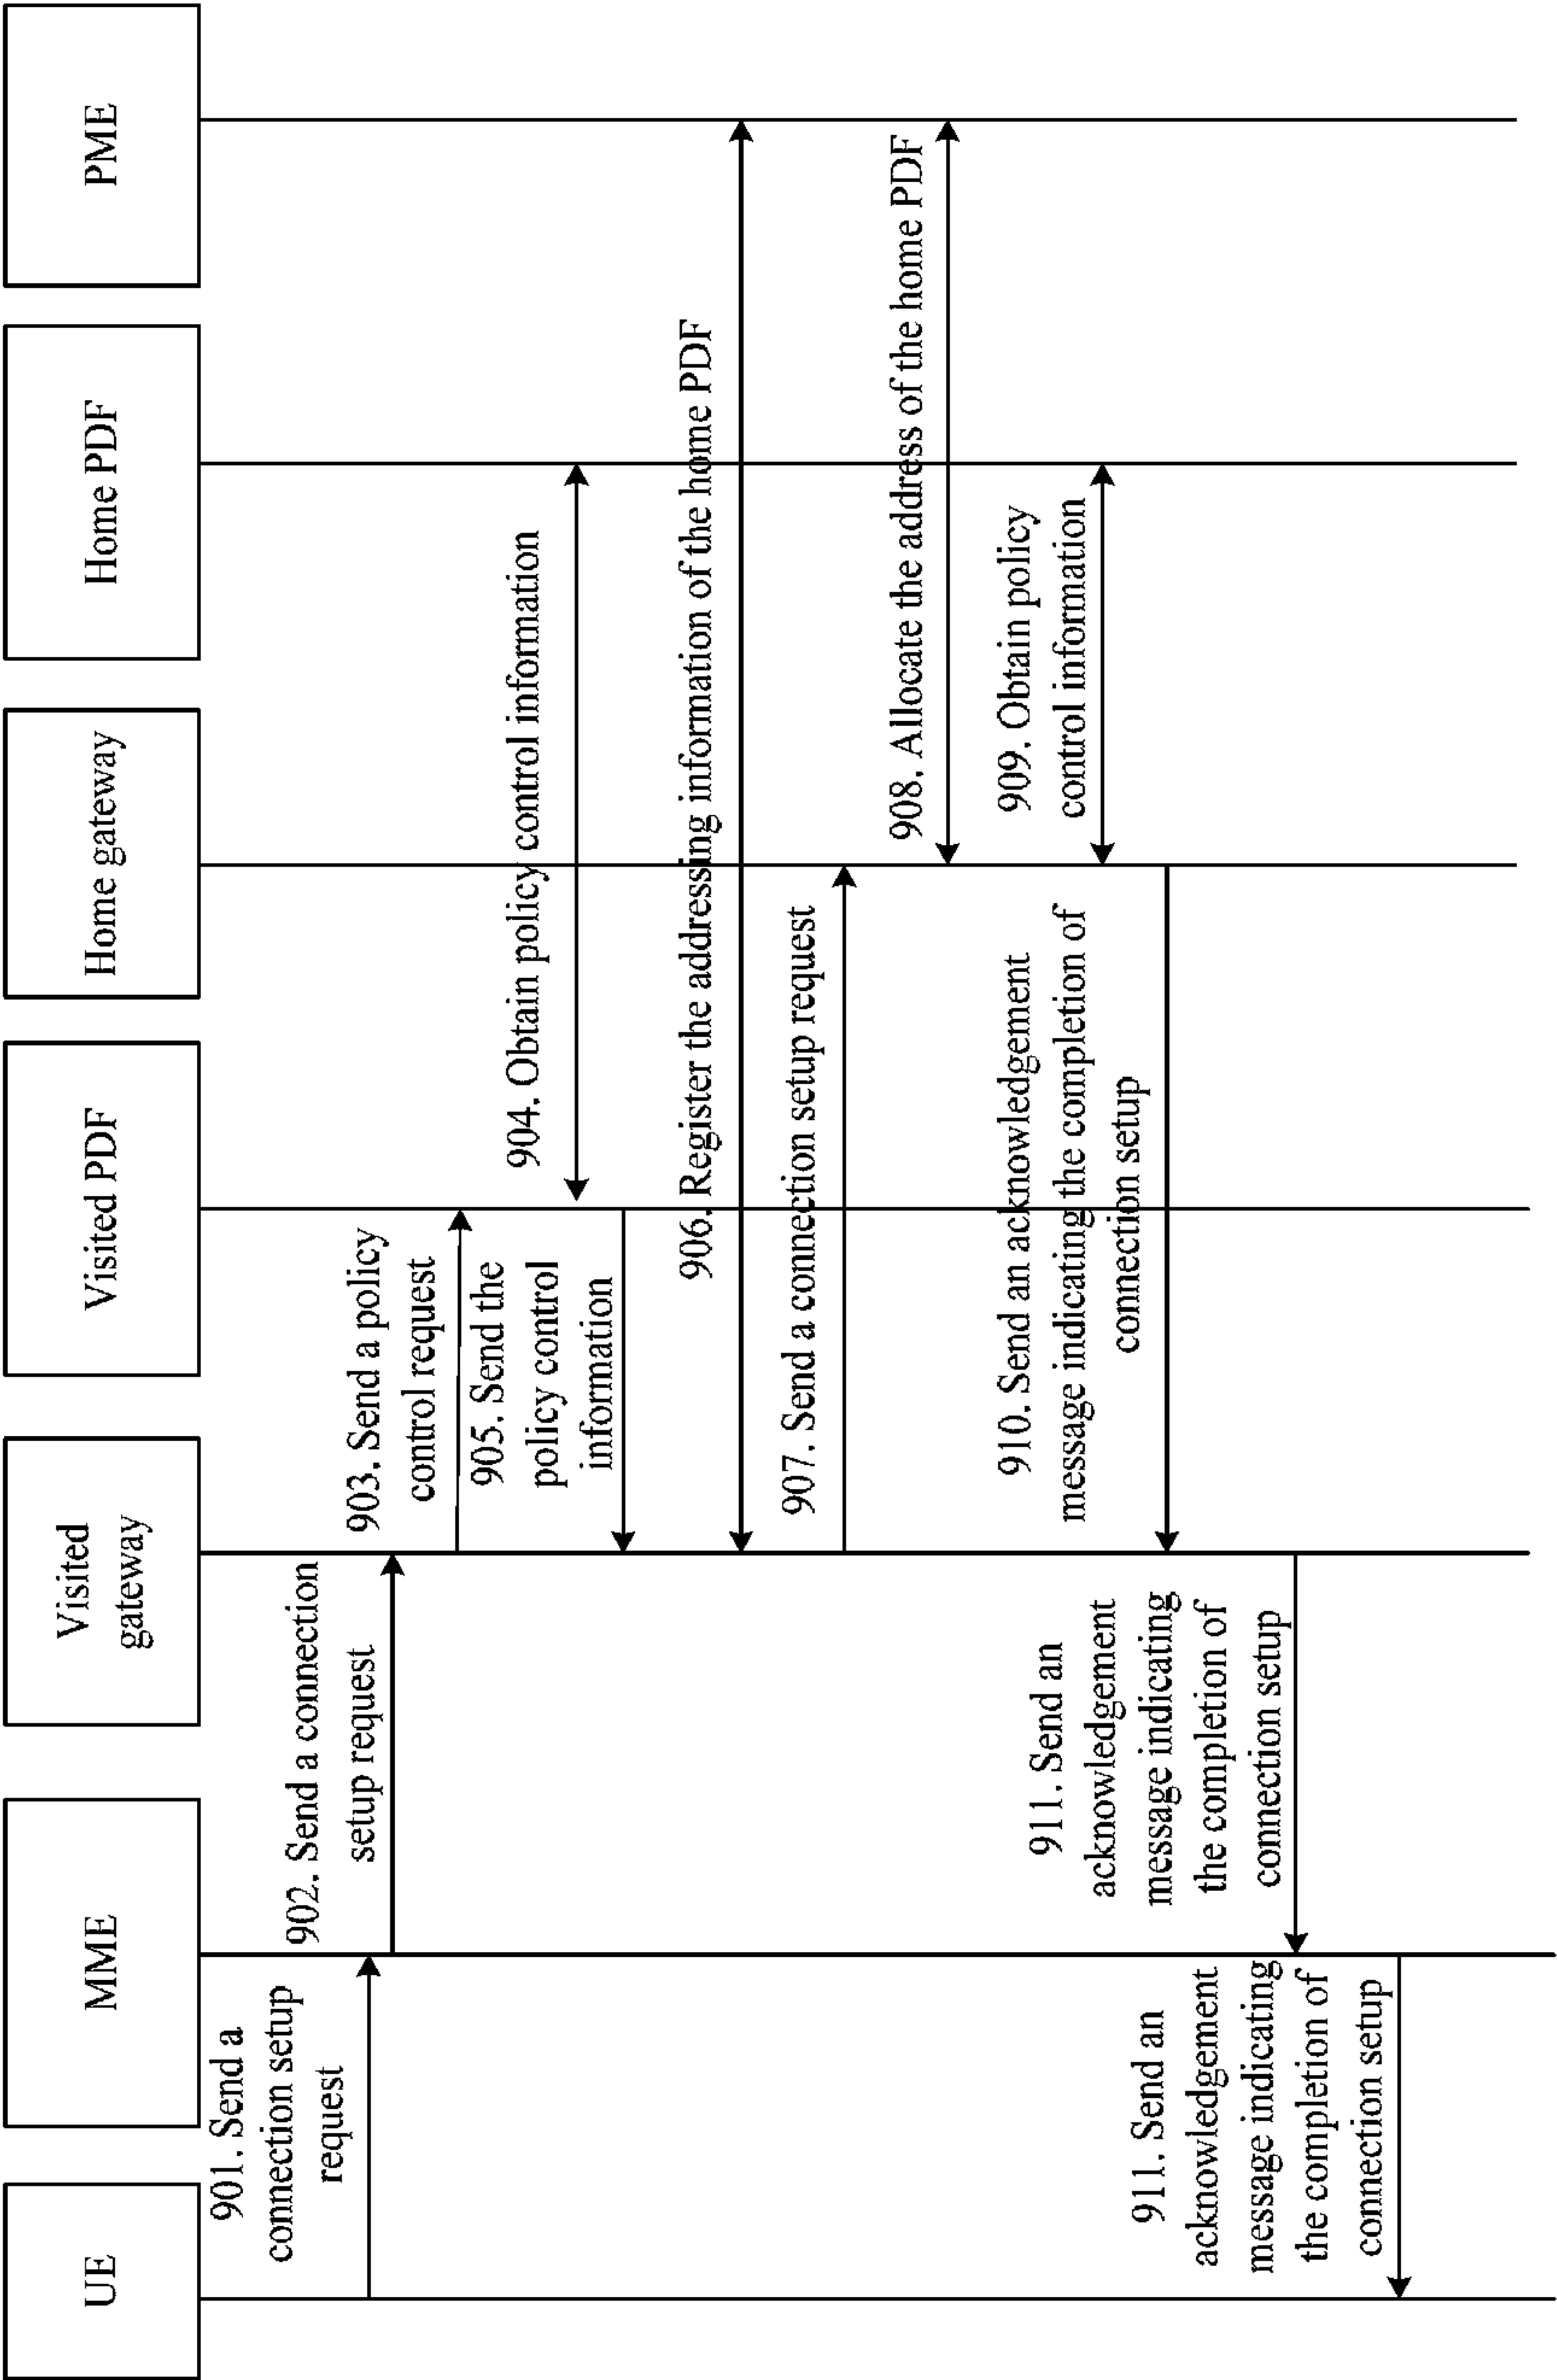 UE
MME
Visited
gateway
Visited PDF
Home gateway
Home PDF
PME
901. Send a
connection setup
request
902. Send a connection
setup request
903. Send a policy
control request
904. Obtain policy control information
905. Send the
policy control
information
906. Register the addressing information of the home PDF
907. Send a connection setup request
908. Allocate the address of the home PDF
909. Obtain policy
control information
910. Send an acknowledgement
message indicating the completion of
connection setup
911. Send an
acknowledgement
message indicating
the completion of
connection setup
911. Send an
acknowledgement
message indicating
the completion of
connection setup